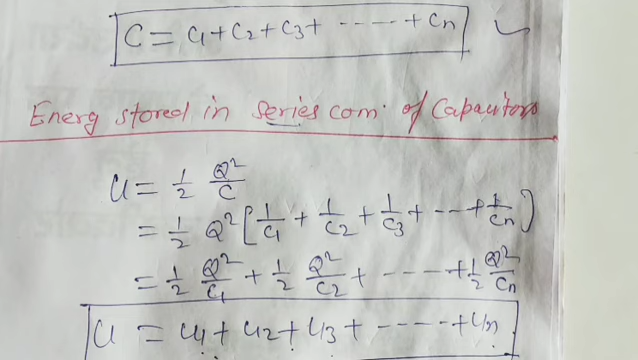 C = C1 + C2 + C3 + ----- + Cn
Energ stored in series com. of Capacitors
U = 1/2 Q²/C
= 1/2 Q² [1/C1 + 1/C2 + 1/C3 + --- + 1/Cn]
= 1/2 Q²/C1 + 1/2 Q²/C2 + ---- + 1/2 Q²/Cn
U = U1 + U2 + U3 + ----- + Un